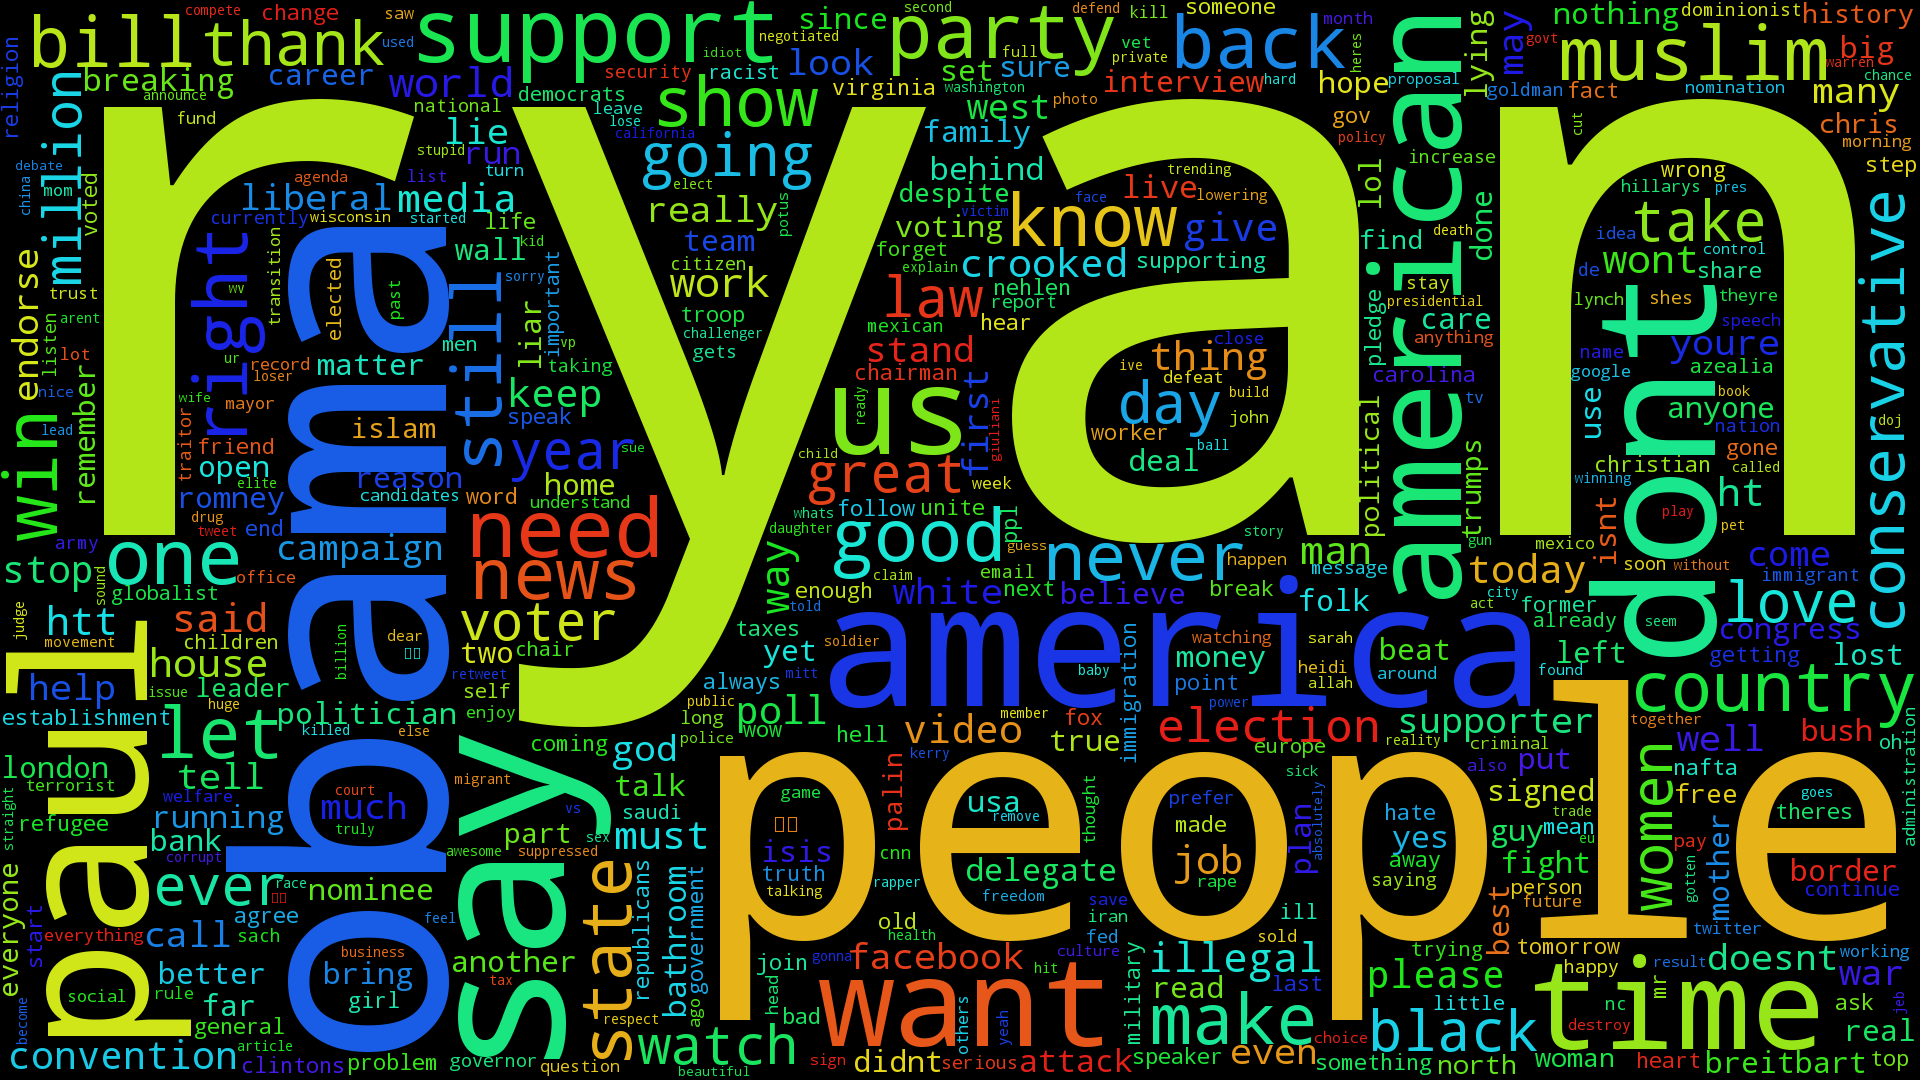 ryan
people
america
obama
paul
dont
american
say
want
time
support
party
back
muslim
bill
thank
show
going
know
need
news
us
great
good
never
one
let
ever
win
million
right
still
year
voter
law
take
country
love
conservative
make
black
state
watch
election
day
endorse
liberal
media
world
career
change
breaking
religion
compete
saw
used
announce
fund
national
democrats
security
racist
idiot
negotiated
look
since
second
set
sure
full
defend
kill
vet
private
someone
interview
virginia
washington
west
photo
hard
hope
gov
heres
month
policy
proposal
lying
may
govt
nothing
dominionist
history
big
warren
chance
many
chris
morning
step
goldman
fact
nomination
cut
lie
run
turn
leave
lose
california
stupid
list
agenda
currently
wisconsin
started
life
elect
really
team
citizen
work
troop
challenger
gets
potus
family
behind
despite
voting
forget
victim
explain
crooked
supporting
trending
live
lowering
face
give
nehlen
report
hear
mexican
stand
chairman
first
giuliani
lol
increase
done
death
find
stay
presidential
pledge
care
anything
carolina
tv
political
trumps
wrong
hillarys
pres
idea
control
wont
share
de
shes
theyre
lynch
speech
name
youre
google
azealia
use
book
anyone
nation
doj
gone
christian
called
winning
ht
isnt
play
pet
debate
china
mom
voted
trust
arent
listen
lot
nice
lead
remember
transition
elected
past
wv
ur
record
loser
wife
mayor
matter
traitor
friend
open
elite
romney
islam
reason
candidates
drug
tweet
end
campaign
wall
kid
sorry
important
men
liar
vp
taking
keep
speak
sue
home
word
understand
thing
close
ive
defeat
build
john
worker
ball
deal
ready
child
week
whats
daughter
follow
unite
ppl
story
guess
email
claim
way
enough
told
white
next
believe
happen
break
man
message
folk
gun
mexico
today
soon
without
come
immigrant
act
city
former
already
congress
seem
left
getting
lost
found
army
stop
office
sound
globalist
htt
said
judge
movement
children
house
help
issue
leader
establishment
huge
politician
killed
else
billion
dear
two
chair
retweet
self
enjoy
taxes
yet
soldier
always
mitt
public
long
poll
police
wow
coming
god
hell
video
member
fox
true
baby
immigration
watching
sarah
money
heidi
point
allah
power
beat
around
europe
supporter
reality
criminal
together
well
bush
oh
nafta
administration
london
tell
terrorist
welfare
refugee
straight
running
bank
corrupt
much
court
truly
migrant
talk
saudi
vs
part
must
sex
awesome
suppressed
game
isis
truth
talking
palin
cnn
rapper
kerry
usa
remove
thought
delegate
freedom
prefer
made
job
rape
sick
plan
absolutely
hate
yes
away
saying
also
put
signed
trade
guy
mean
eu
fight
person
future
free
women
pay
gotten
mother
goes
theres
border
continue
twitter
everyone
start
everything
race
nominee
agree
sach
call
feel
business
bring
girl
better
social
rule
far
general
become
article
convention
clintons
problem
another
tax
governor
respect
question
republicans
bathroom
government
ago
join
gonna
head
hit
bad
old
health
facebook
save
iran
fed
culture
others
yeah
sign
didnt
serious
attack
military
speaker
ill
sold
illegal
read
last
even
choice
something
trying
please
little
north
best
tomorrow
happy
nc
destroy
woman
mr
result
heart
doesnt
working
war
jeb
ask
real
breitbart
top
beautiful